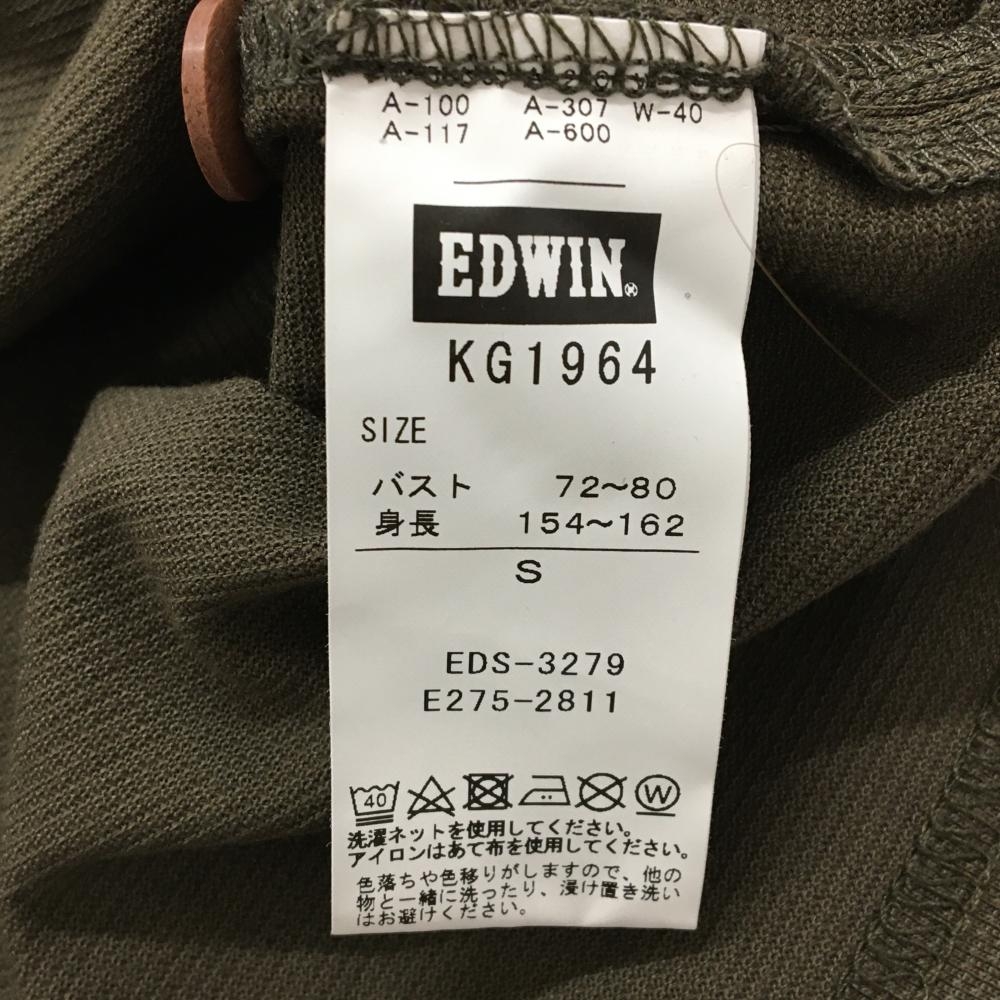 A-100 A-307 W-40
A-117 A-600
EDWIN
KG1964
SIZE
バスト 72〜80
身長 154〜162
S
EDS-3279
E275-2811
40 W
洗濯ネットを使用してください。
アイロンはあて布を使用してください。
色落ちや色移りがしますので、他の
物と一緒に洗ったり、浸け置き洗い
はお避けください。